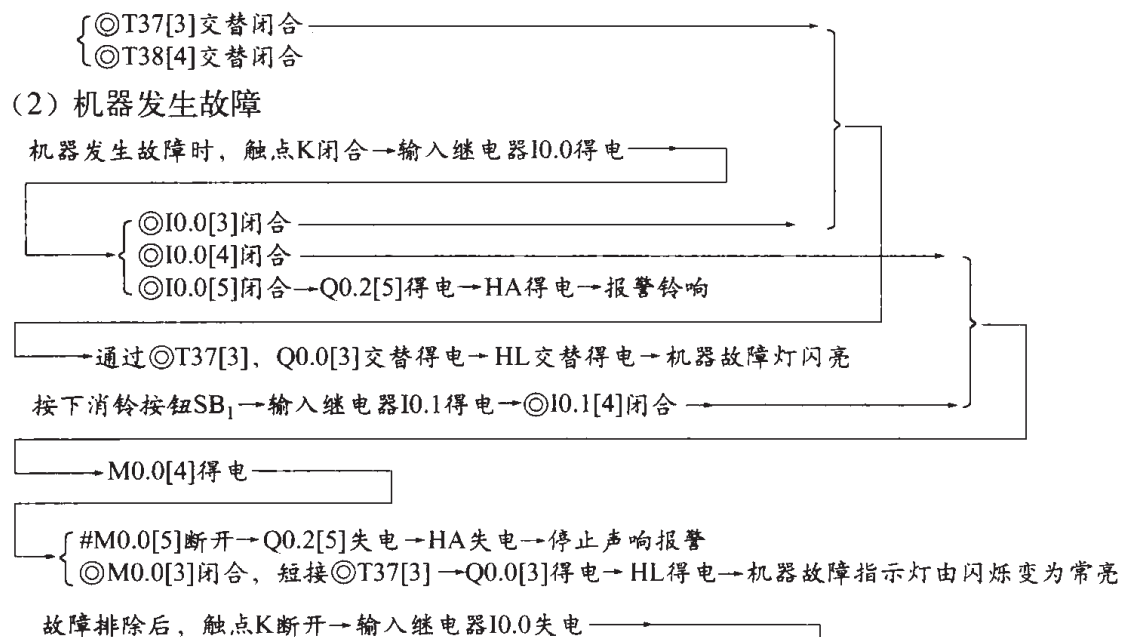 ◎T37[3]交替闭合
◎T38[4]交替闭合
（2）机器发生故障
机器发生故障时，触点K闭合→输入继电器I0.0得电
◎I0.0[3]闭合
◎I0.0[4]闭合
◎I0.0[5]闭合→Q0.2[5]得电→HA得电→报警铃响
通过◎T37[3]，Q0.0[3]交替得电→HL交替得电→机器故障灯闪亮
按下消铃按钮SB₁→输入继电器I0.1得电→◎I0.1[4]闭合
M0.0[4]得电
#M0.0[5]断开→Q0.2[5]失电→HA失电→停止声响报警
◎M0.0[3]闭合，短接◎T37[3]→Q0.0[3]得电→HL得电→机器故障指示灯由闪烁变为常亮
故障排除后，触点K断开→输入继电器I0.0失电